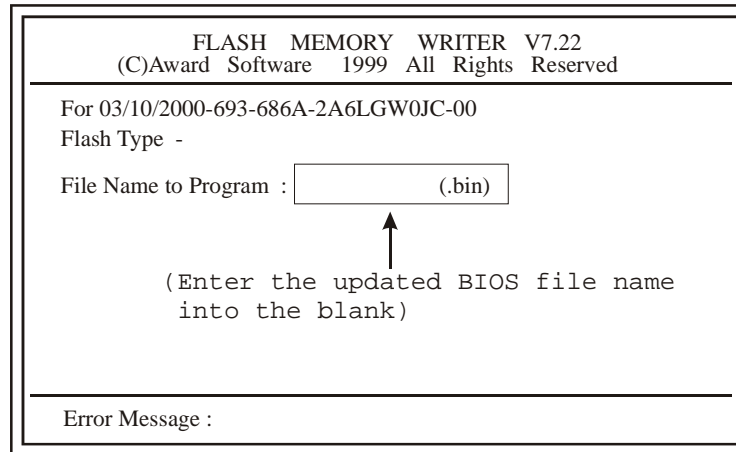 FLASH MEMORY WRITER V7.22
(C)Award Software 1999 All Rights Reserved
For 03/10/2000-693-686A-2A6LGW0JC-00
Flash Type -
File Name to Program : (.bin)
(Enter the updated BIOS file name
into the blank)
Error Message :